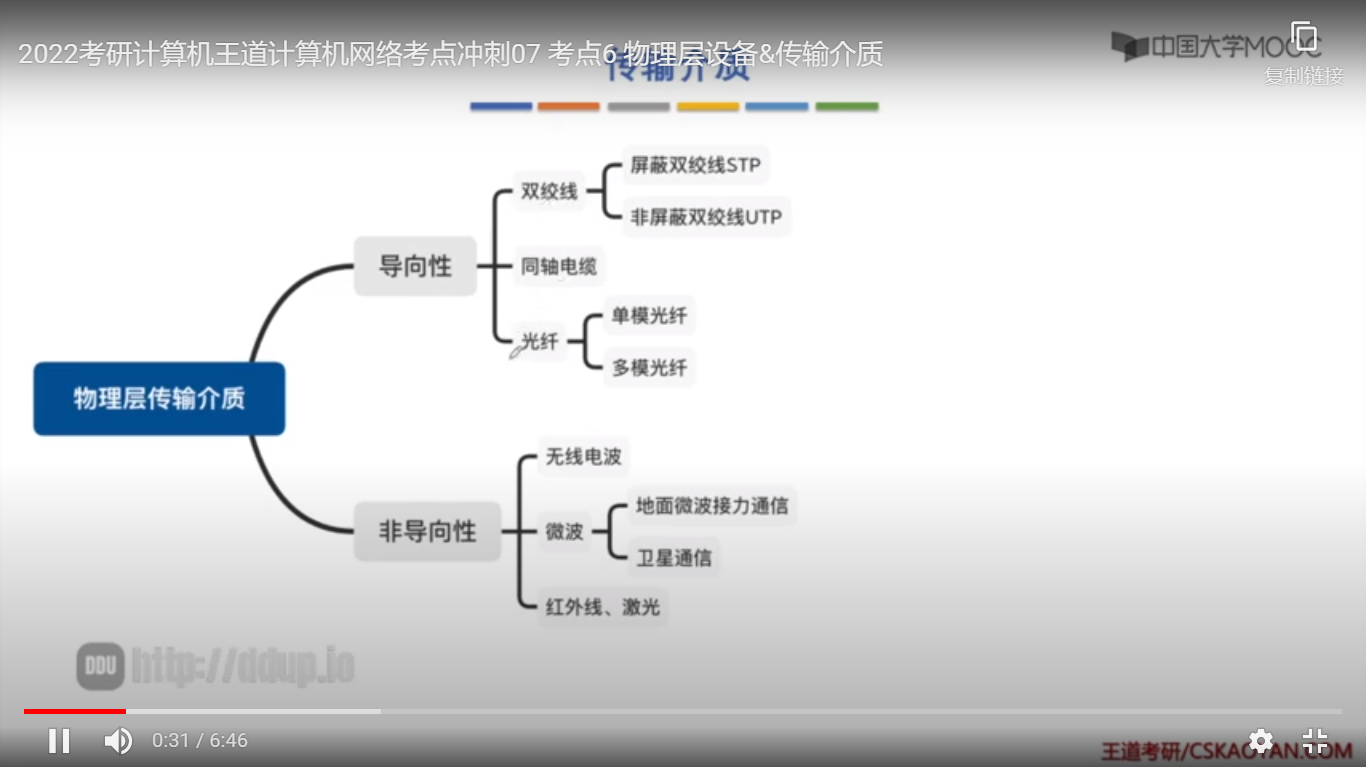 2022考研计算机王道计算机网络考点冲刺07 考点6 物理层设备&传输介质
传输介质
中国大学MOOC
复制链接
屏蔽双绞线STP
双绞线
非屏蔽双绞线UTP
导向性
同轴电缆
单模光纤
光纤
多模光纤
物理层传输介质
无线电波
地面微波接力通信
非导向性
微波
卫星通信
红外线、激光
DDU http://ddup.io
0:31 / 6:46
王道考研/CSKAOYAN.COM